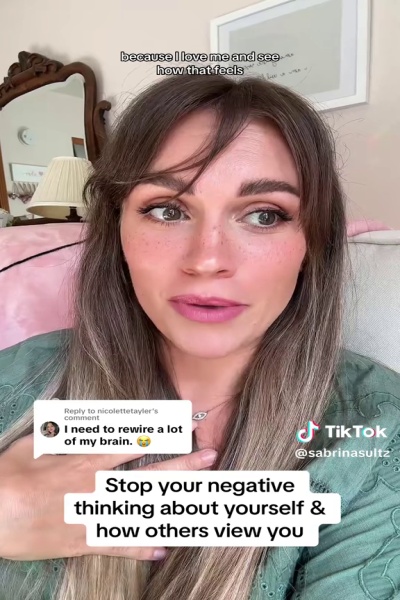 because I love me and see
how that feels
Reply to nicolettetayler's
comment
I need to rewire a lot
of my brain. 😭
TikTok
@sabrinasultz
Stop your negative
thinking about yourself &
how others view you